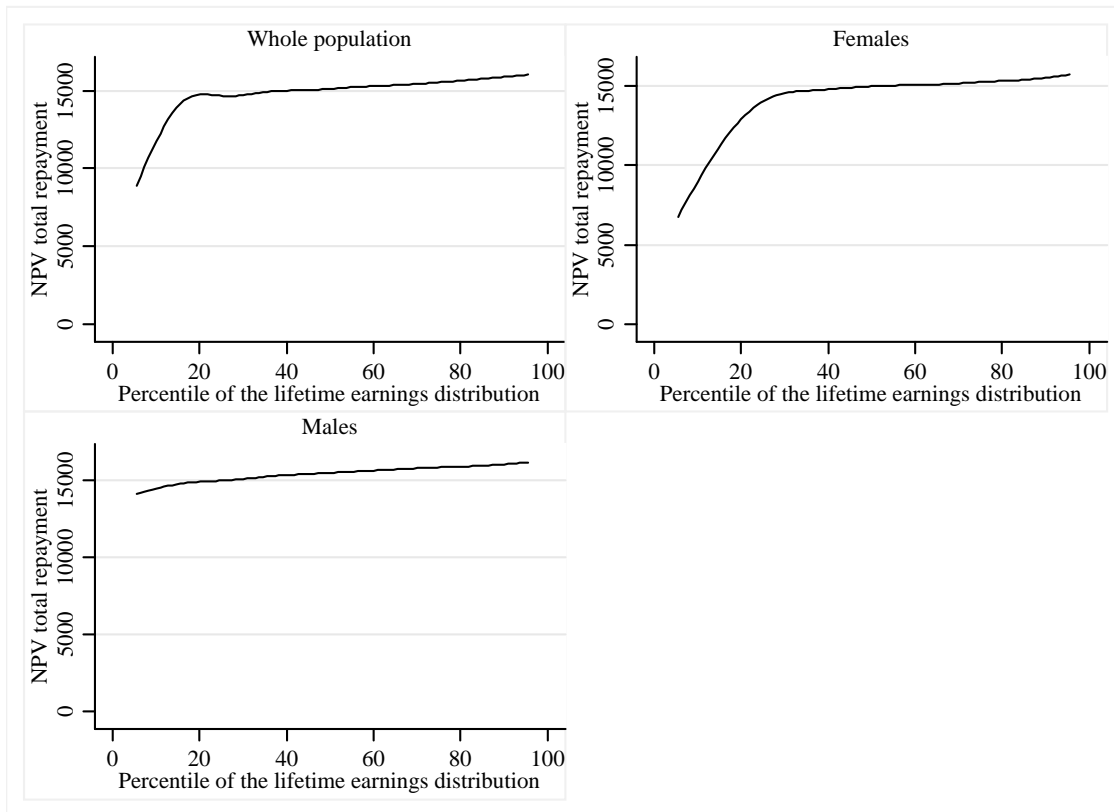 Whole population
NPV total repayment
15000
10000
5000
0
0 20 40 60 80 100
Percentile of the lifetime earnings distribution
Females
NPV total repayment
15000
10000
5000
0
0 20 40 60 80 100
Percentile of the lifetime earnings distribution
Males
NPV total repayment
15000
10000
5000
0
0 20 40 60 80 100
Percentile of the lifetime earnings distribution